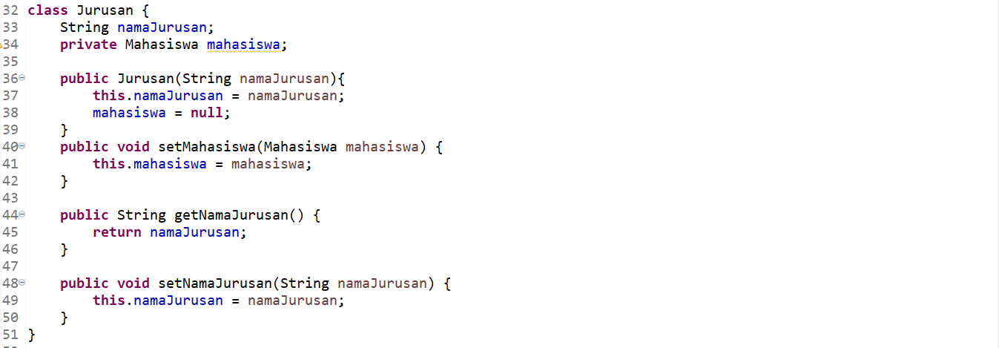 32 class Jurusan {
33     String namaJurusan;
34     private Mahasiswa mahasiswa;
35
36     public Jurusan(String namaJurusan){
37         this.namaJurusan = namaJurusan;
38         mahasiswa = null;
39     }
40     public void setMahasiswa(Mahasiswa mahasiswa) {
41         this.mahasiswa = mahasiswa;
42     }
43
44     public String getNamaJurusan() {
45         return namaJurusan;
46     }
47
48     public void setNamaJurusan(String namaJurusan) {
49         this.namaJurusan = namaJurusan;
50     }
51 }